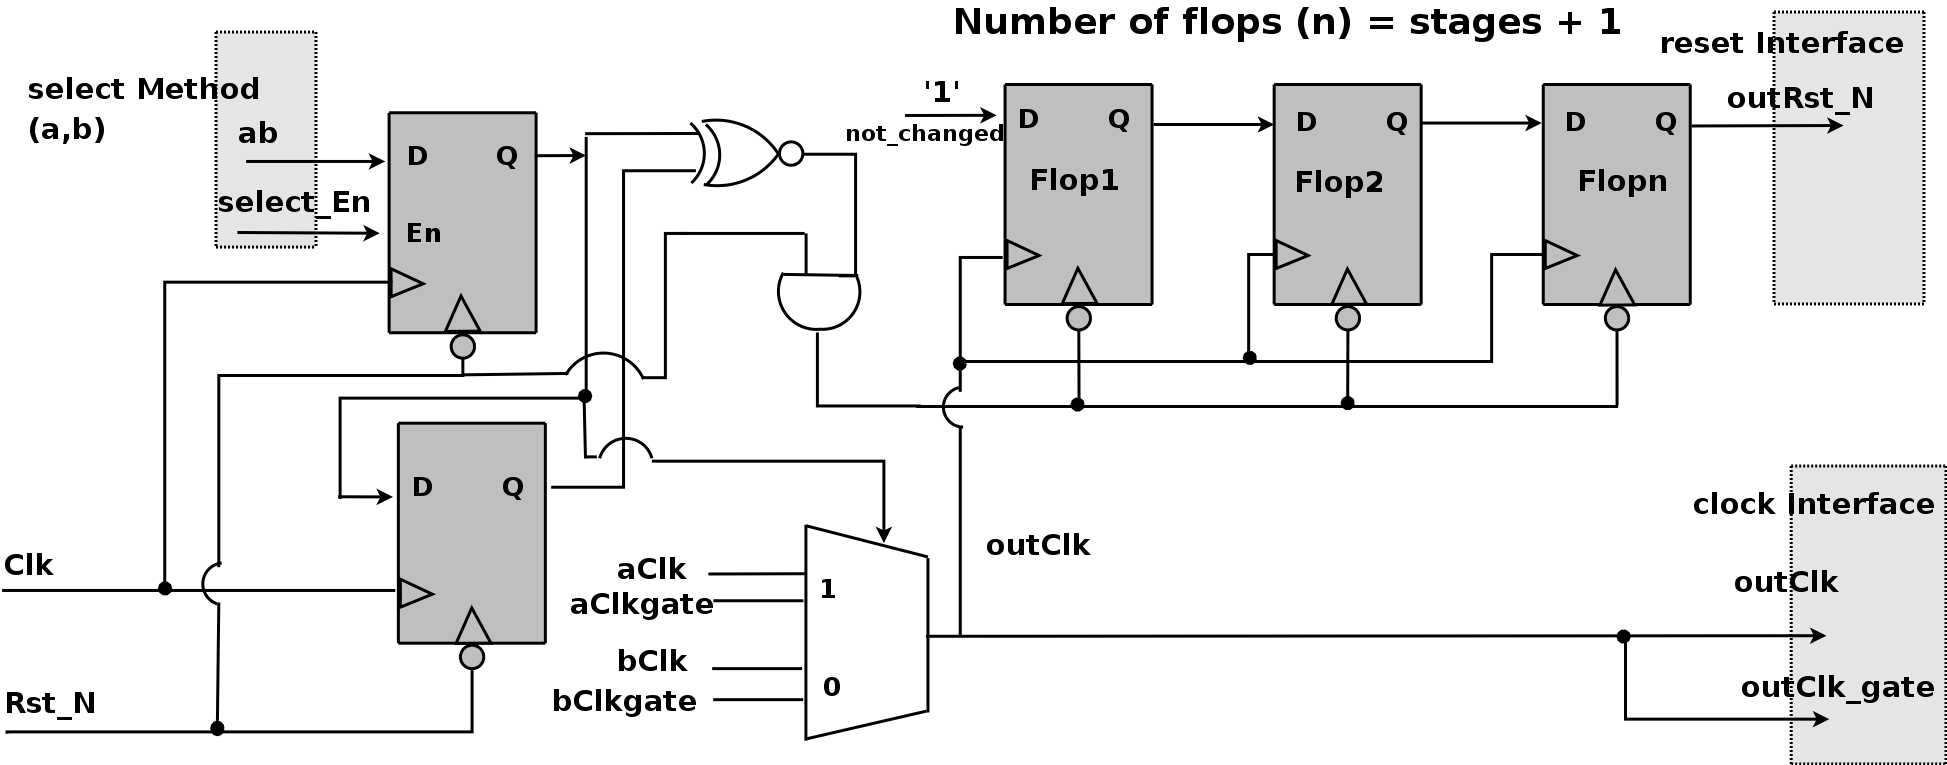 Number of flops (n) = stages + 1
reset Interface
select Method
(a,b)
ab
select_En
D Q
En
'1'
not_changed
D Q
Flop1
D Q
Flop2
D Q
Flopn
outRst_N
D Q
Clk
Rst_N
aClk
aClkgate
bClk
bClkgate
1
0
outClk
clock Interface
outClk
outClk_gate